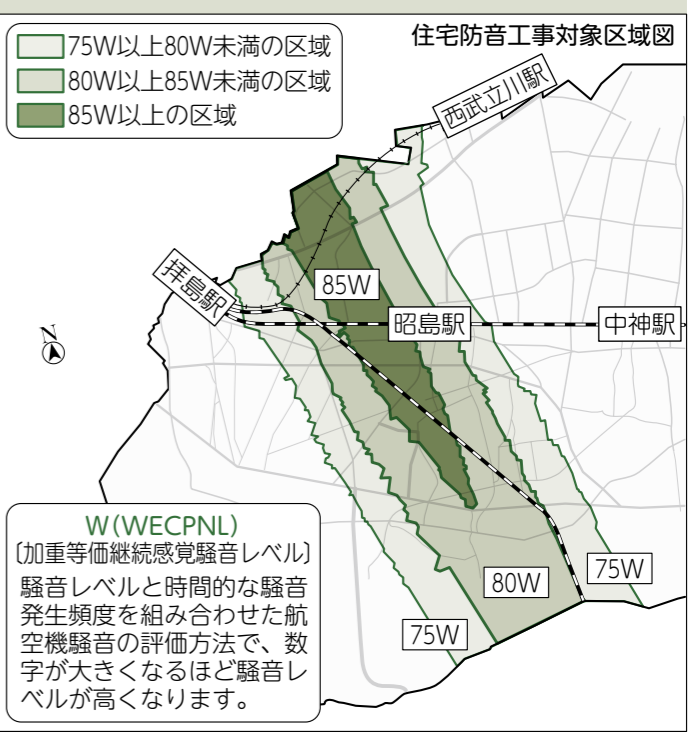 住宅防音工事対象区域図
75W以上80W未満の区域
80W以上85W未満の区域
85W以上の区域
西武立川駅
拝島駅
85W
昭島駅
中神駅
N
W(WECPNL)
〔加重等価継続感覚騒音レベル〕
騒音レベルと時間的な騒音
発生頻度を組み合わせた航
空機騒音の評価方法で、数
字が大きくなるほど騒音レ
ベルが高くなります。
80W
75W
75W